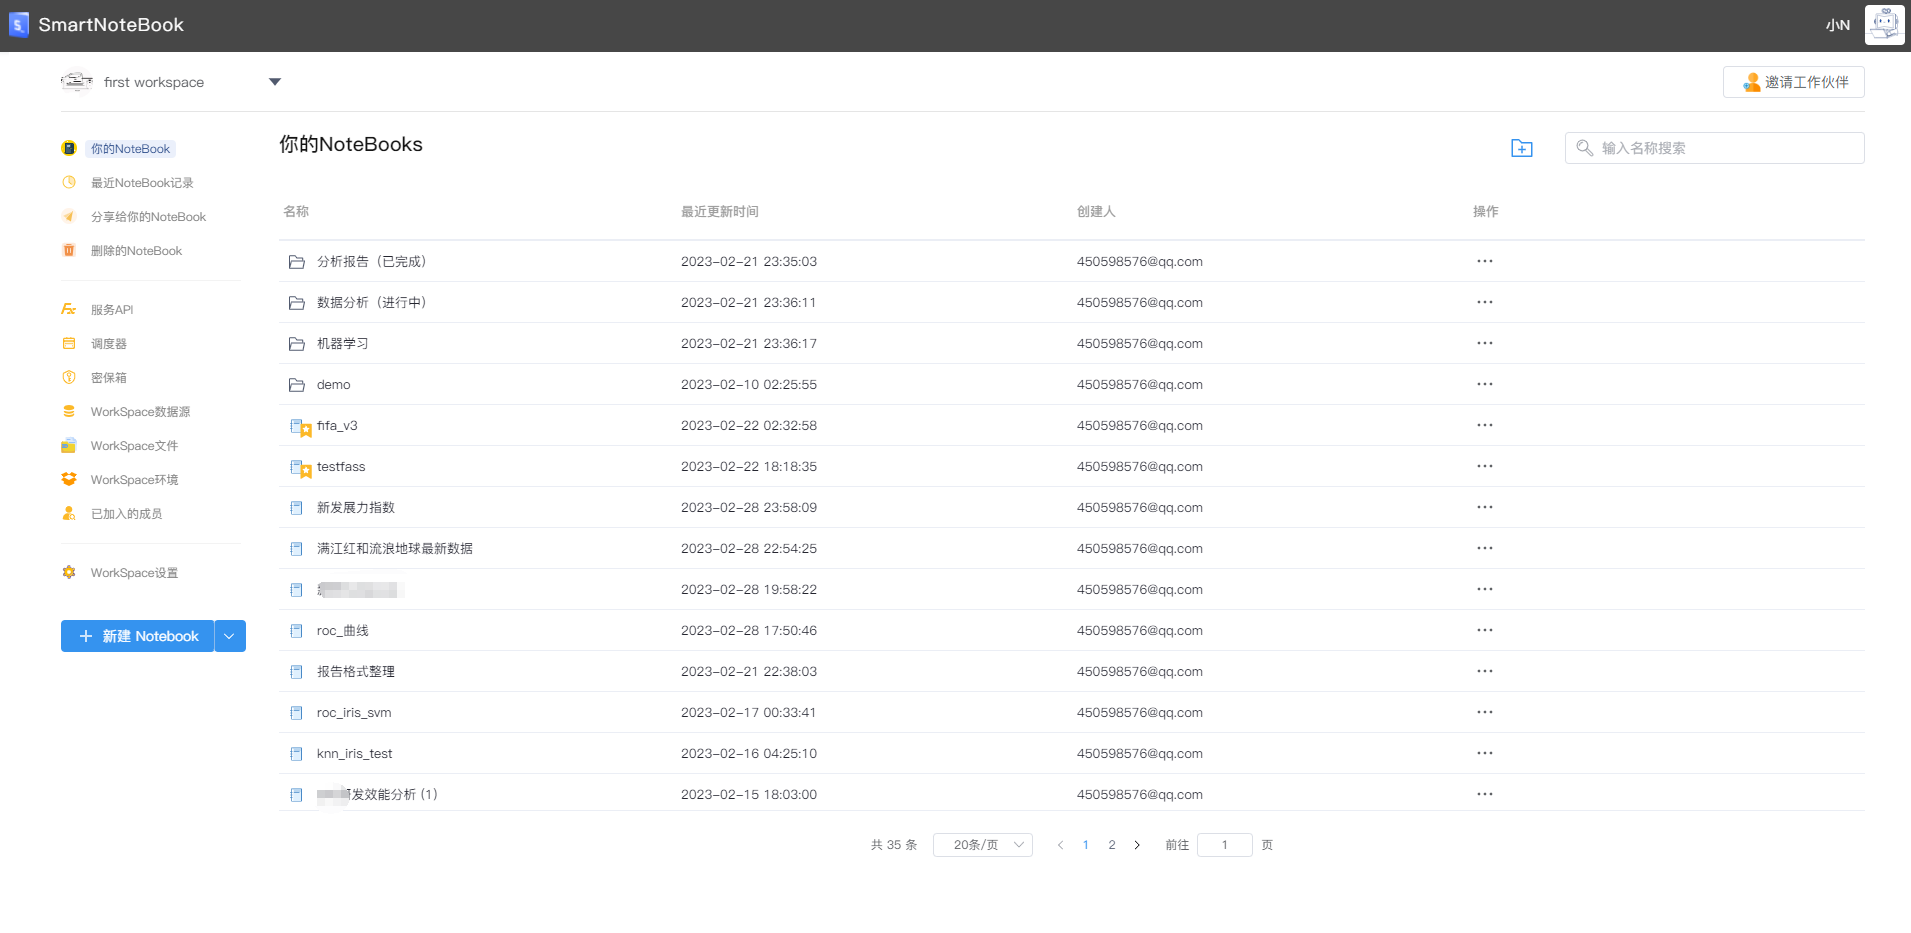 SmartNoteBook
小N
first workspace
邀请工作伙伴
你的NoteBook
最近NoteBook记录
分享给你的NoteBook
删除的NoteBook
服务API
调度器
密保箱
WorkSpace数据源
WorkSpace文件
WorkSpace环境
已加入的成员
WorkSpace设置
新建 Notebook
你的NoteBooks
输入名称搜索
名称 最近更新时间 创建人 操作
分析报告（已完成） 2023-02-21 23:35:03 450598576@qq.com
数据分析（进行中） 2023-02-21 23:36:11 450598576@qq.com
机器学习 2023-02-21 23:36:17 450598576@qq.com
demo 2023-02-10 02:25:55 450598576@qq.com
fifa_v3 2023-02-22 02:32:58 450598576@qq.com
testfass 2023-02-22 18:18:35 450598576@qq.com
新发展力指数 2023-02-28 23:58:09 450598576@qq.com
满江红和流浪地球最新数据 2023-02-28 22:54:25 450598576@qq.com
2023-02-28 19:58:22 450598576@qq.com
roc_曲线 2023-02-28 17:50:46 450598576@qq.com
报告格式整理 2023-02-21 22:38:03 450598576@qq.com
roc_iris_svm 2023-02-17 00:33:41 450598576@qq.com
knn_iris_test 2023-02-16 04:25:10 450598576@qq.com
发效能分析 (1) 2023-02-15 18:03:00 450598576@qq.com
共 35 条 20条/页 1 2 前往 1 页